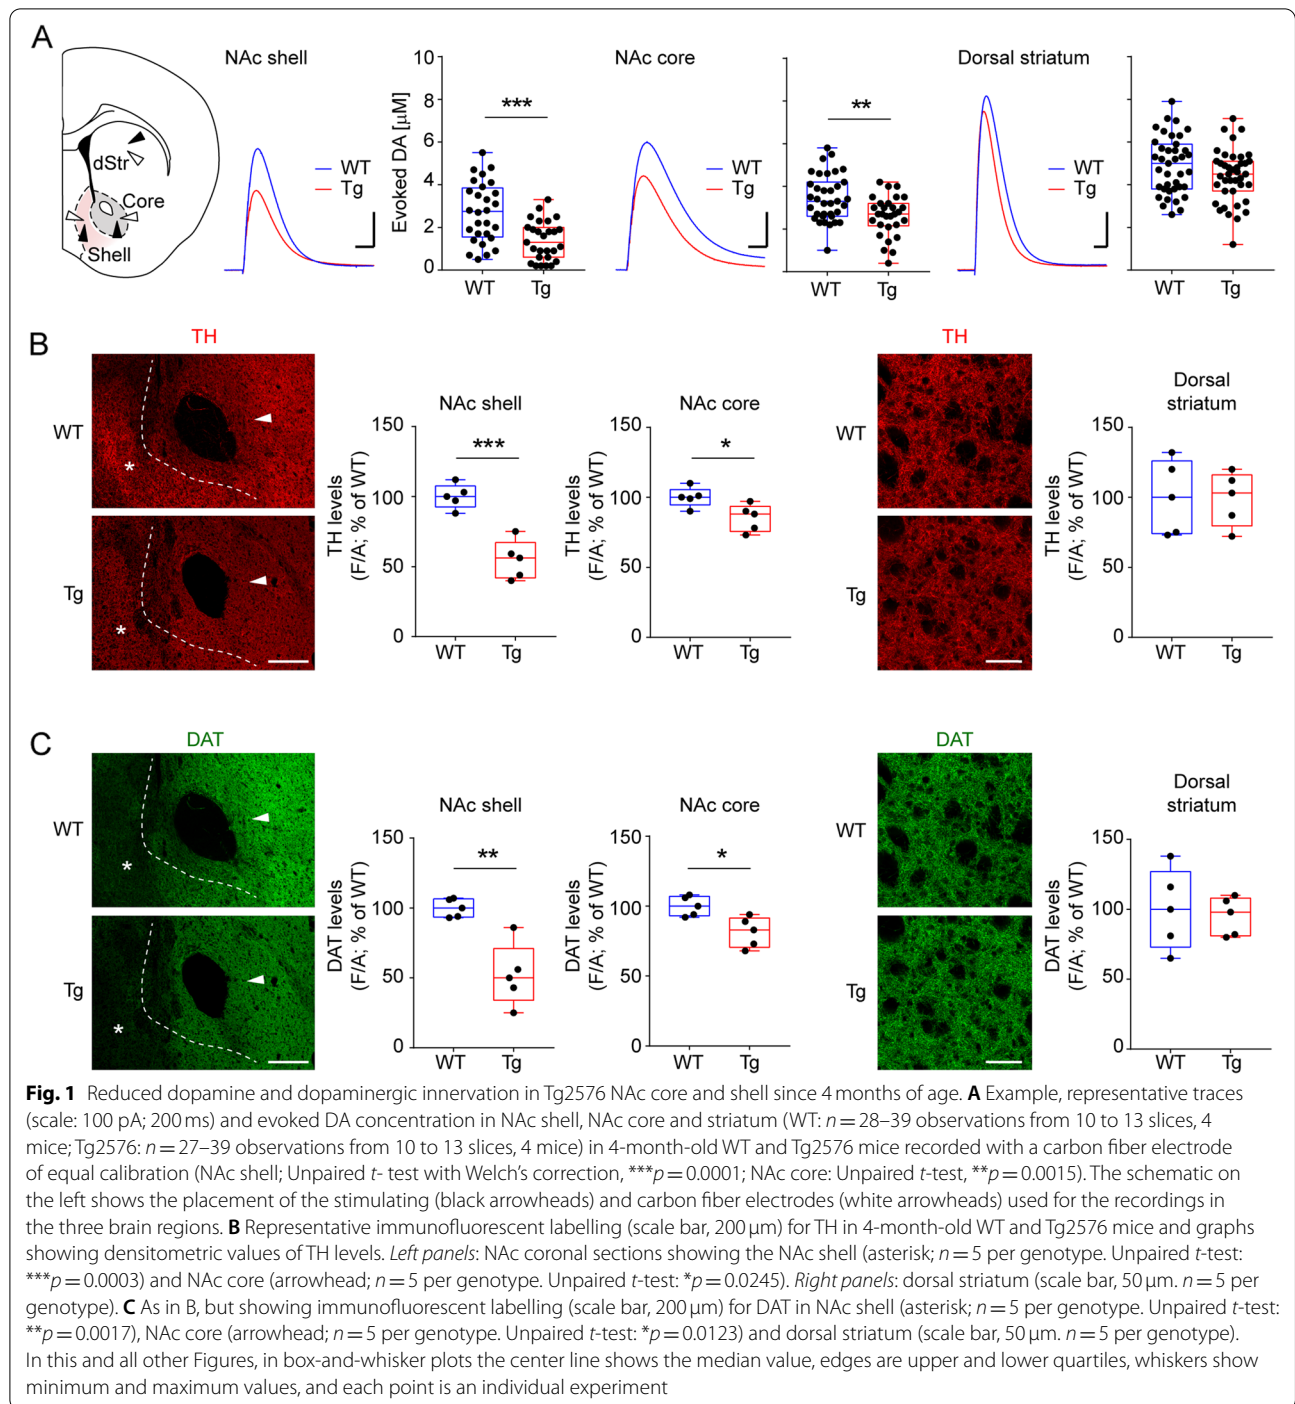 A
NAc shell
NAc core
Dorsal striatum
dStr
Core
Shell
WT
Tg
Evoked DA [µM]
10
8
6
4
2
0
***
WT
Tg
WT
Tg
**
WT
Tg
WT
Tg
WT
Tg
B
TH
WT
*
Tg
*
NAc shell
TH levels
(F/A; % of WT)
150
100
50
0
***
WT
Tg
NAc core
TH levels
(F/A; % of WT)
150
100
50
0
*
WT
Tg
TH
WT
Tg
Dorsal
striatum
TH levels
(F/A; % of WT)
150
100
50
0
WT
Tg
C
DAT
WT
*
Tg
*
NAc shell
DAT levels
(F/A; % of WT)
150
100
50
0
**
WT
Tg
NAc core
DAT levels
(F/A; % of WT)
150
100
50
0
*
WT
Tg
DAT
WT
Tg
Dorsal
striatum
DAT levels
(F/A; % of WT)
150
100
50
0
WT
Tg
Fig. 1 Reduced dopamine and dopaminergic innervation in Tg2576 NAc core and shell since 4 months of age. A Example, representative traces
(scale: 100 pA; 200 ms) and evoked DA concentration in NAc shell, NAc core and striatum (WT: n = 28–39 observations from 10 to 13 slices, 4
mice; Tg2576: n = 27–39 observations from 10 to 13 slices, 4 mice) in 4-month-old WT and Tg2576 mice recorded with a carbon fiber electrode
of equal calibration (NAc shell; Unpaired t- test with Welch's correction, ***p = 0.0001; NAc core: Unpaired t-test, **p = 0.0015). The schematic on
the left shows the placement of the stimulating (black arrowheads) and carbon fiber electrodes (white arrowheads) used for the recordings in
the three brain regions. B Representative immunofluorescent labelling (scale bar, 200 µm) for TH in 4-month-old WT and Tg2576 mice and graphs
showing densitometric values of TH levels. Left panels: NAc coronal sections showing the NAc shell (asterisk; n = 5 per genotype. Unpaired t-test:
***p = 0.0003) and NAc core (arrowhead; n = 5 per genotype. Unpaired t-test: *p = 0.0245). Right panels: dorsal striatum (scale bar, 50 µm. n = 5 per
genotype). C As in B, but showing immunofluorescent labelling (scale bar, 200 µm) for DAT in NAc shell (asterisk; n = 5 per genotype. Unpaired t-test:
**p = 0.0017), NAc core (arrowhead; n = 5 per genotype. Unpaired t-test: *p = 0.0123) and dorsal striatum (scale bar, 50 µm. n = 5 per genotype).
In this and all other Figures, in box-and-whisker plots the center line shows the median value, edges are upper and lower quartiles, whiskers show
minimum and maximum values, and each point is an individual experiment